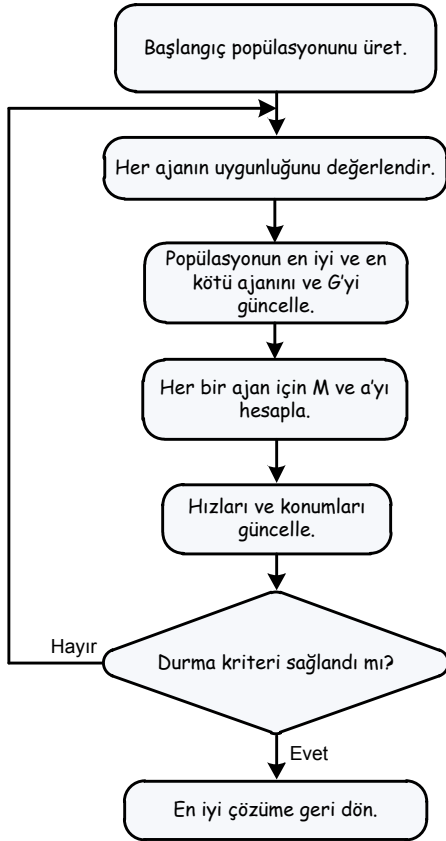 Başlangıç popülasyonunu üret.
Her ajanın uygunluğunu değerlendir.
Popülasyonun en iyi ve en
kötü ajanını ve G'yi
güncelle.
Her bir ajan için M ve a'yı
hesapla.
Hızları ve konumları
güncelle.
Hayır
Durma kriteri sağlandı mı?
Evet
En iyi çözüme geri dön.